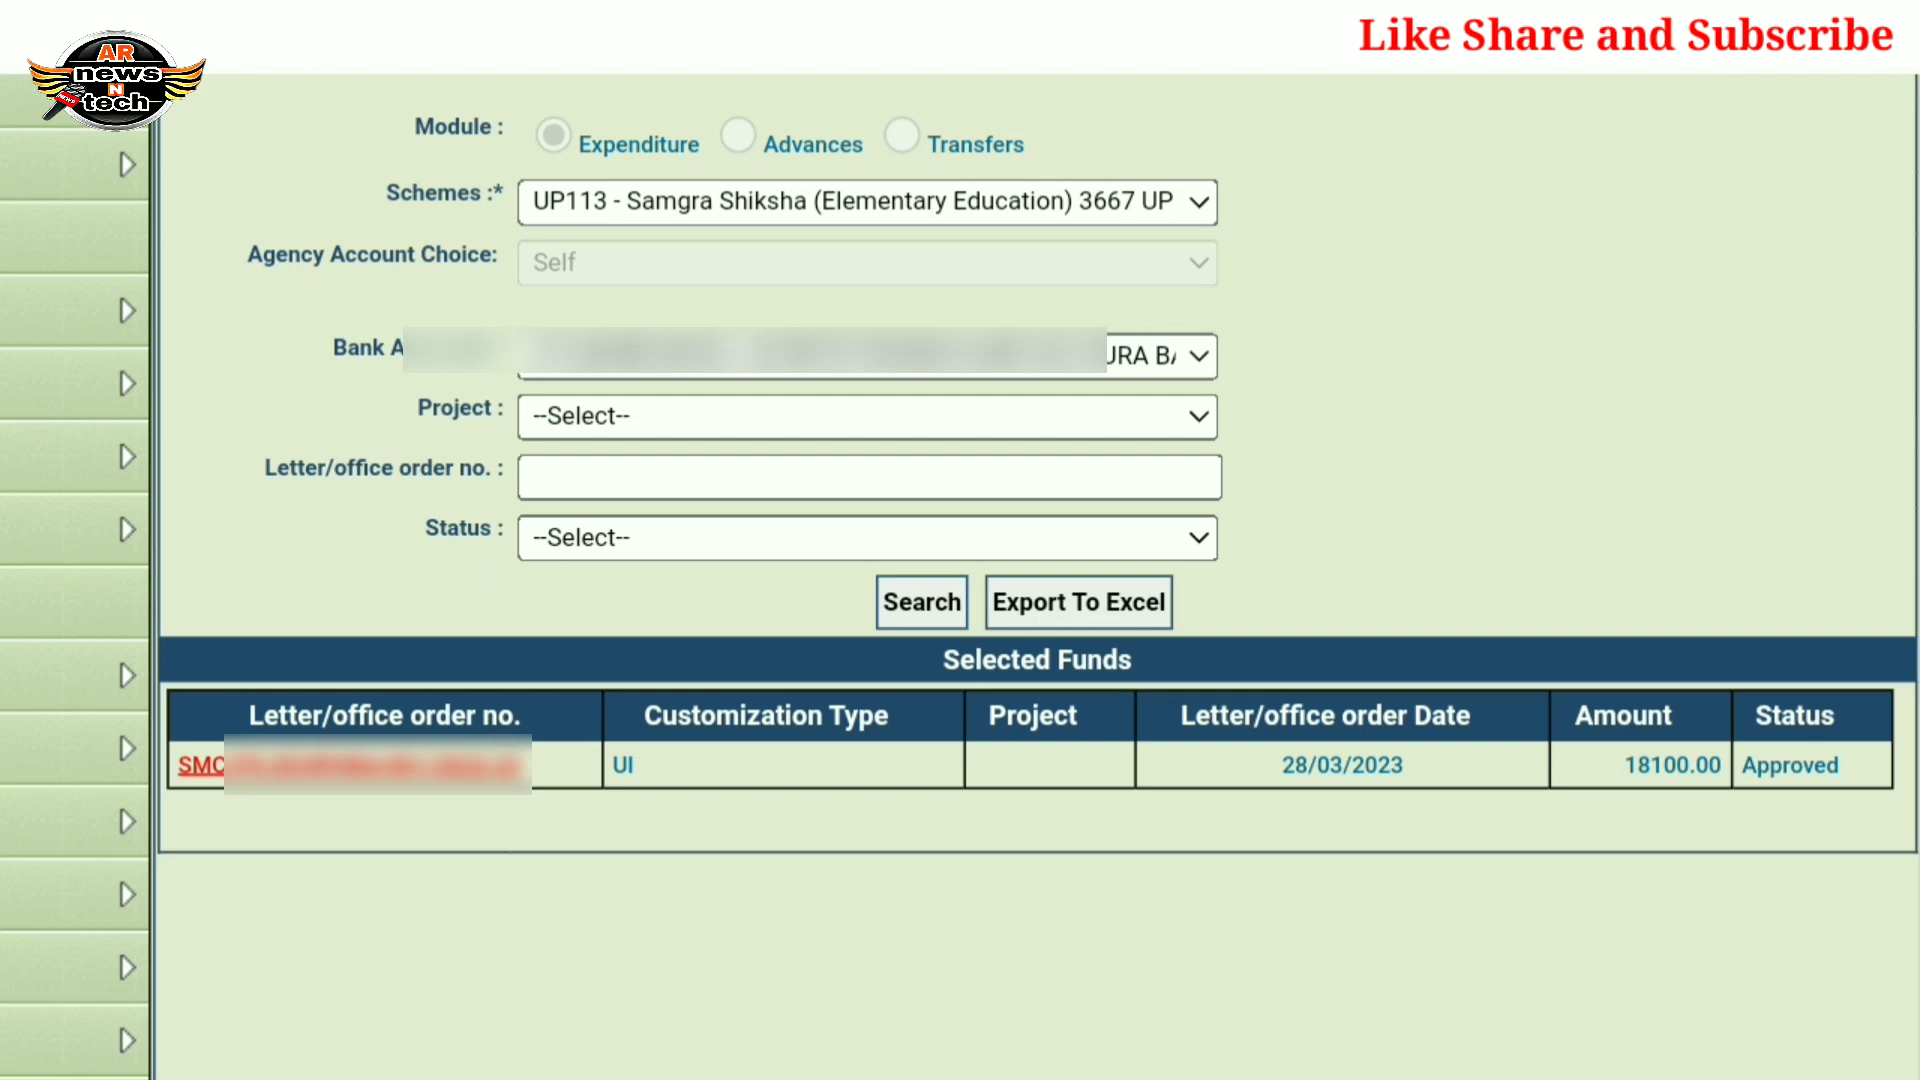 Like Share and Subscribe
AR
news
N
tech
Module :
Expenditure
Advances
Transfers
Schemes :*
UP113 - Samgra Shiksha (Elementary Education) 3667 UP
Agency Account Choice:
Self
Bank A
URA BA
Project :
--Select--
Letter/office order no. :
Status :
--Select--
Search
Export To Excel
Selected Funds
Letter/office order no. Customization Type Project Letter/office order Date Amount Status
SMC UI 28/03/2023 18100.00 Approved